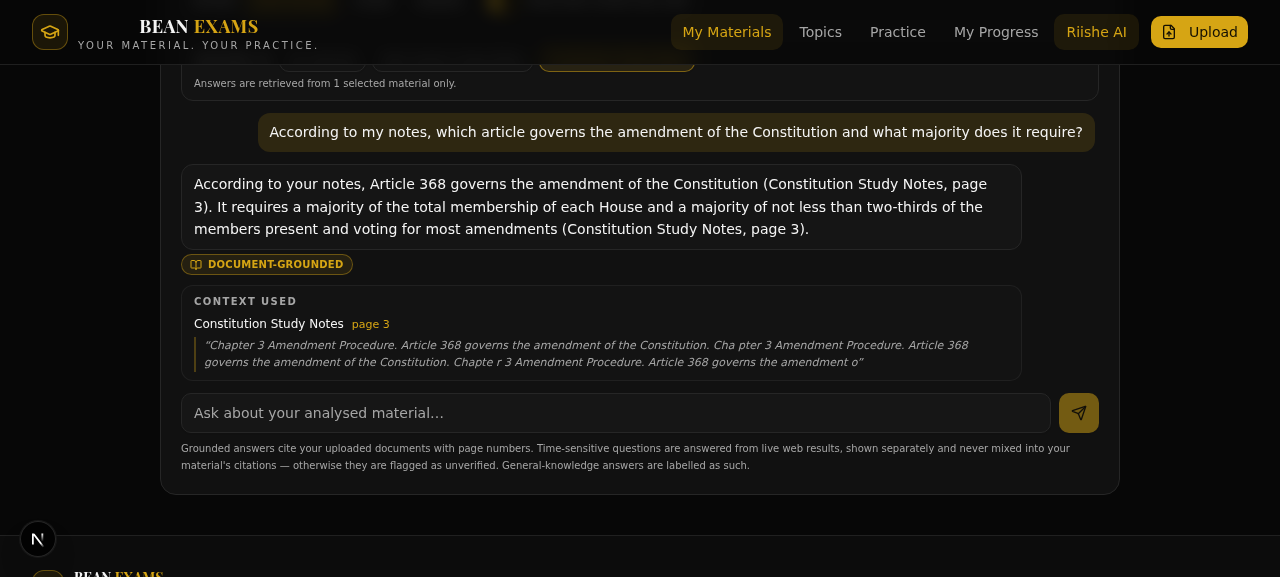 BEAN EXAMS
YOUR MATERIAL. YOUR PRACTICE.
My Materials
Topics
Practice
My Progress
Riishe AI
Upload
Answers are retrieved from 1 selected material only.
According to my notes, which article governs the amendment of the Constitution and what majority does it require?
According to your notes, Article 368 governs the amendment of the Constitution (Constitution Study Notes, page
3). It requires a majority of the total membership of each House and a majority of not less than two-thirds of the
members present and voting for most amendments (Constitution Study Notes, page 3).
DOCUMENT-GROUNDED
CONTEXT USED
Constitution Study Notes page 3
“Chapter 3 Amendment Procedure. Article 368 governs the amendment of the Constitution. Cha pter 3 Amendment Procedure. Article 368
governs the amendment of the Constitution. Chapte r 3 Amendment Procedure. Article 368 governs the amendment o”
Ask about your analysed material...
Grounded answers cite your uploaded documents with page numbers. Time-sensitive questions are answered from live web results, shown separately and never mixed into your
material's citations — otherwise they are flagged as unverified. General-knowledge answers are labelled as such.
N
BEAN EXAMS